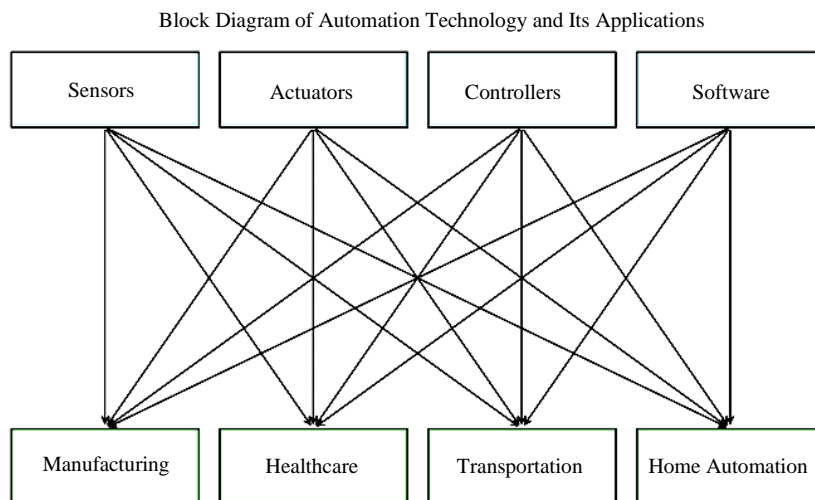 Block Diagram of Automation Technology and Its Applications
Sensors
Actuators
Controllers
Software
Manufacturing
Healthcare
Transportation
Home Automation